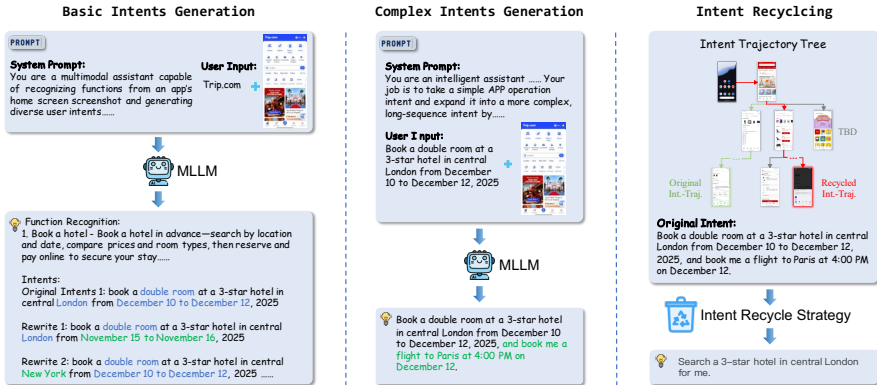 Basic Intents Generation
PROMPT
System Prompt:
You are a multimodal assistant capable
of recognizing functions from an app's
home screen screenshot and generating
diverse user intents......
User Input:
Trip.com
MLLM
Function Recognition:
1. Book a hotel - Book a hotel in advance—search by location
and date, compare prices and room types, then reserve and
pay online to secure your stay......
Intents:
Original Intents 1: book a double room at a 3-star hotel in
central London from December 10 to December 12, 2025
Rewrite 1: book a double room at a 3-star hotel in central
London from November 15 to November 16, 2025
Rewrite 2: book a double room at a 3-star hotel in central
New York from December 10 to December 12, 2025 ......
Complex Intents Generation
PROMPT
System Prompt:
You are an intelligent assistant ...... Your
job is to take a simple APP operation
intent and expand it into a more complex,
long-sequence intent by......
User I nput:
Book a double room at a
3-star hotel in central
London from December
10 to December 12, 2025
MLLM
Book a double room at a 3-star hotel
in central London from December 10
to December 12, 2025, and book me a
flight to Paris at 4:00 PM on
December 12.
Intent Recyclcing
Intent Trajectory Tree
TBD
Original
Int.-Traj.
Recycled
Int.-Traj.
Original Intent:
Book a double room at a 3-star hotel in central
London from December 10 to December 12,
2025, and book me a flight to Paris at 4:00 PM
on December 12.
Intent Recycle Strategy
Search a 3-star hotel in central London
for me.